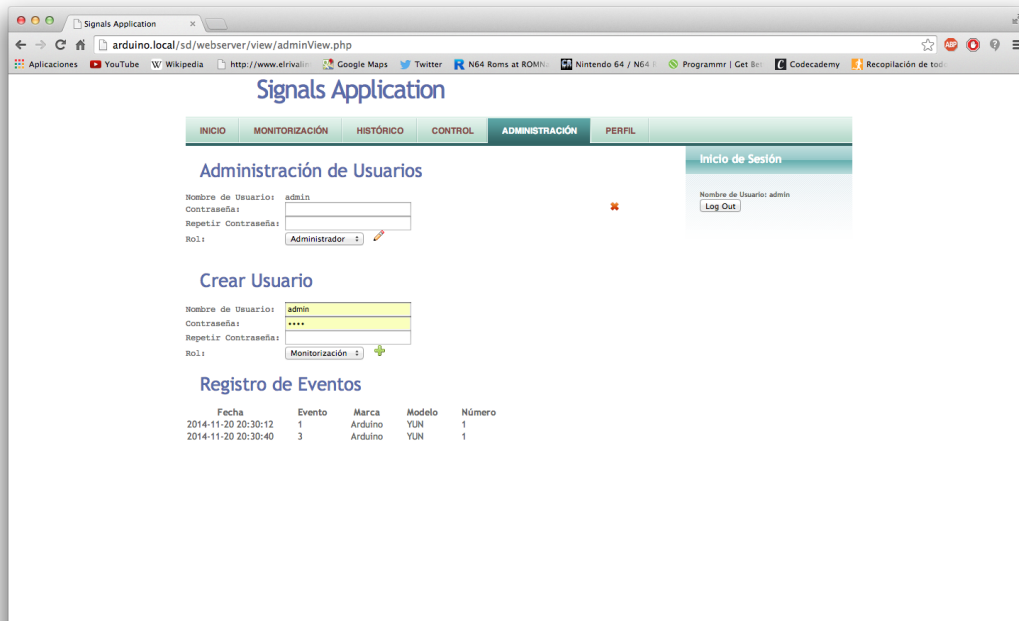 Signals Application
arduino.local/sd/webserver/view/adminView.php
ABP
Aplicaciones YouTube W Wikipedia http://www.elrivalin Google Maps Twitter R N64 Roms at ROMN Nintendo 64 / N64 Programmr | Get Be C Codecademy Recopilación de tod
Signals Application
INICIO MONITORIZACIÓN HISTÓRICO CONTROL ADMINISTRACIÓN PERFIL
Inicio de Sesión
Nombre de Usuario: admin
Log Out
Administración de Usuarios
Nombre de Usuario: admin
Contraseña:
Repetir Contraseña:
Rol: Administrador
Crear Usuario
Nombre de Usuario: admin
Contraseña: ••••
Repetir Contraseña:
Rol: Monitorización
Registro de Eventos
Fecha Evento Marca Modelo Número
2014-11-20 20:30:12 1 Arduino YUN 1
2014-11-20 20:30:40 3 Arduino YUN 1